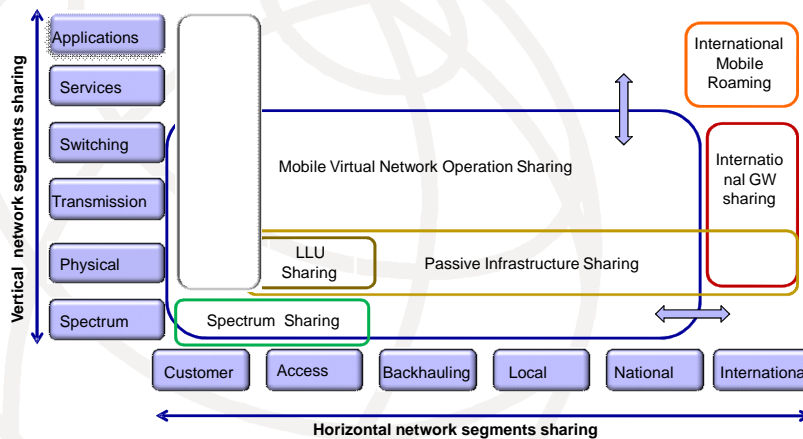 Vertical network segments sharing
Applications
Services
Switching
Transmission
Physical
Spectrum
International
Mobile
Roaming
Mobile Virtual Network Operation Sharing
Internatio
nal GW
sharing
LLU
Sharing
Passive Infrastructure Sharing
Spectrum Sharing
Customer
Access
Backhauling
Local
National
International
Horizontal network segments sharing